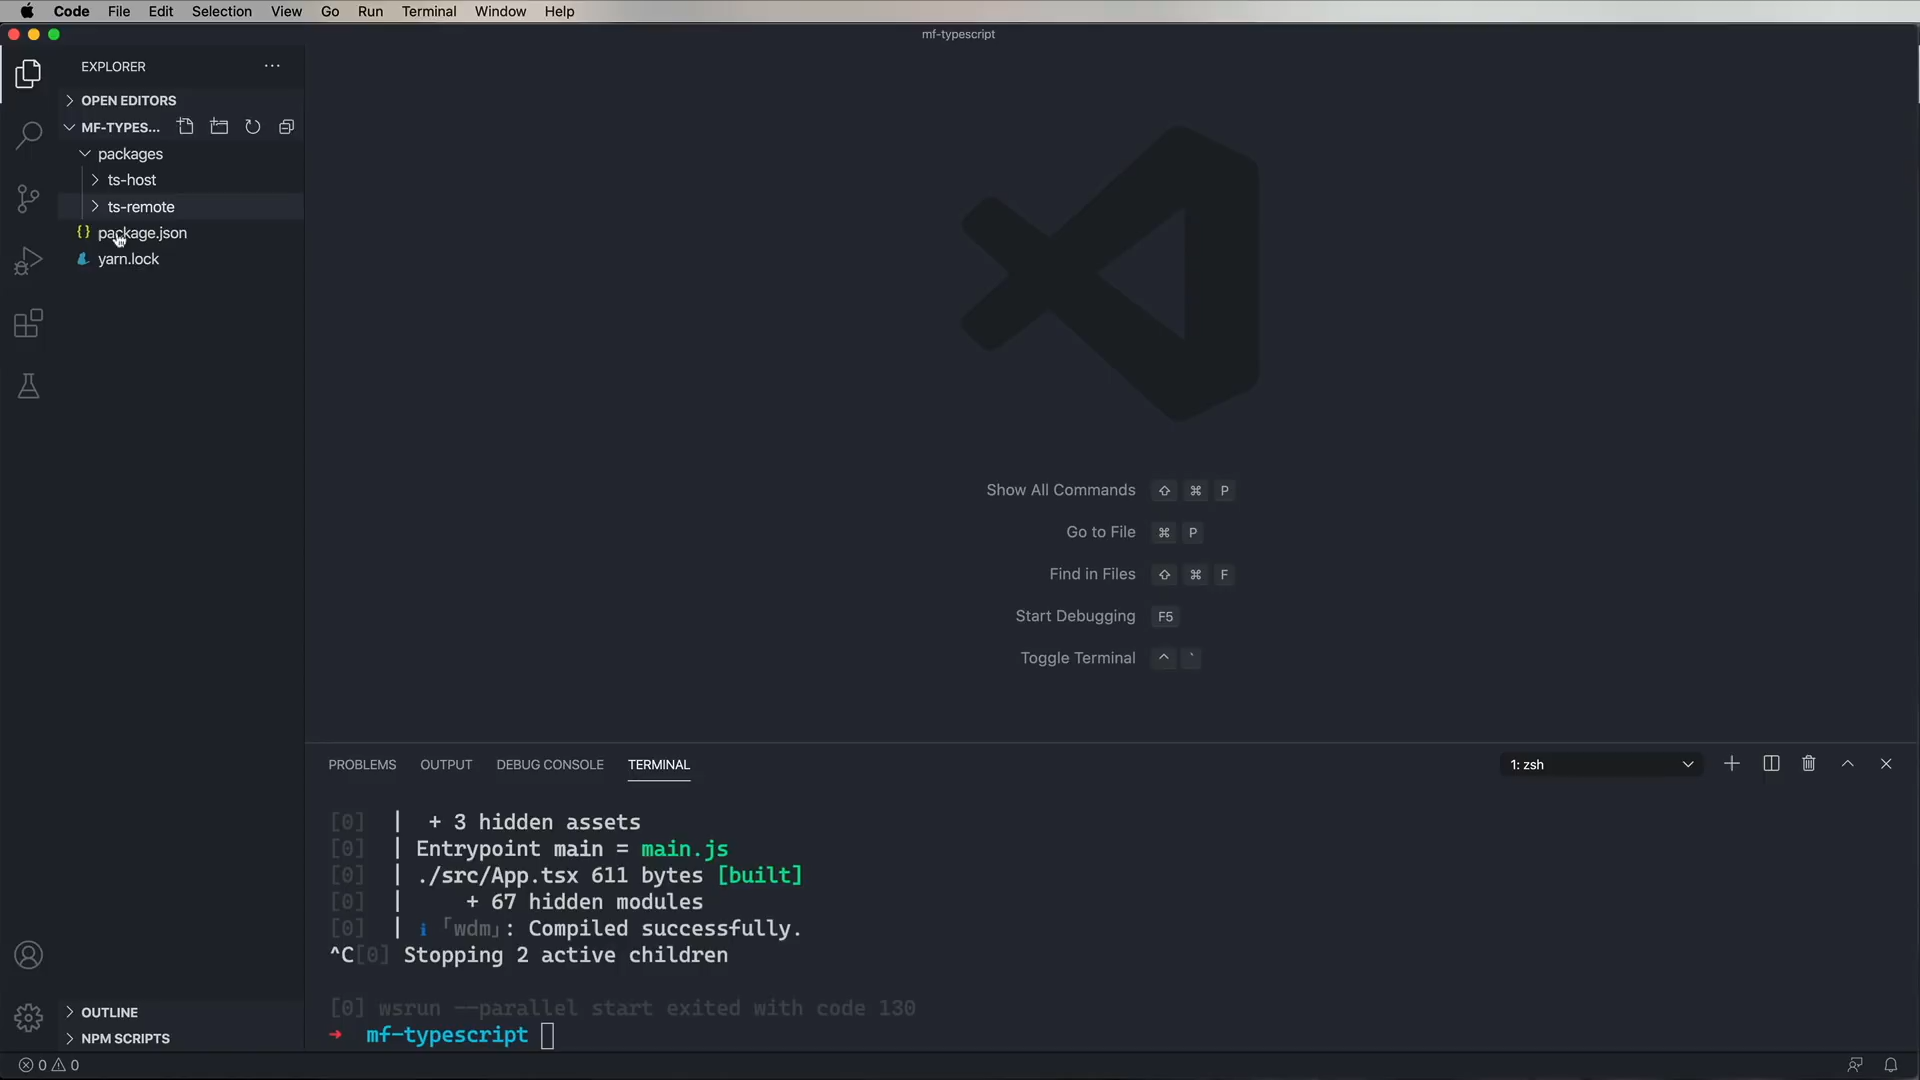 Code File Edit Selection View Go Run Terminal Window Help
mf-typescript
EXPLORER ...
OPEN EDITORS
MF-TYPES...
packages
ts-host
ts-remote
{} package.json
yarn.lock
Show All Commands ⇧ ⌘ P
Go to File ⌘ P
Find in Files ⇧ ⌘ F
Start Debugging F5
Toggle Terminal ^ `
PROBLEMS OUTPUT DEBUG CONSOLE TERMINAL 1: zsh
[0] | + 3 hidden assets
[0] | Entrypoint main = main.js
[0] | ./src/App.tsx 611 bytes [built]
[0] | + 67 hidden modules
[0] | ℹ 「wdm」: Compiled successfully.
^C[0] Stopping 2 active children
[0] wsrun --parallel start exited with code 130
→ mf-typescript
OUTLINE
NPM SCRIPTS
0 0